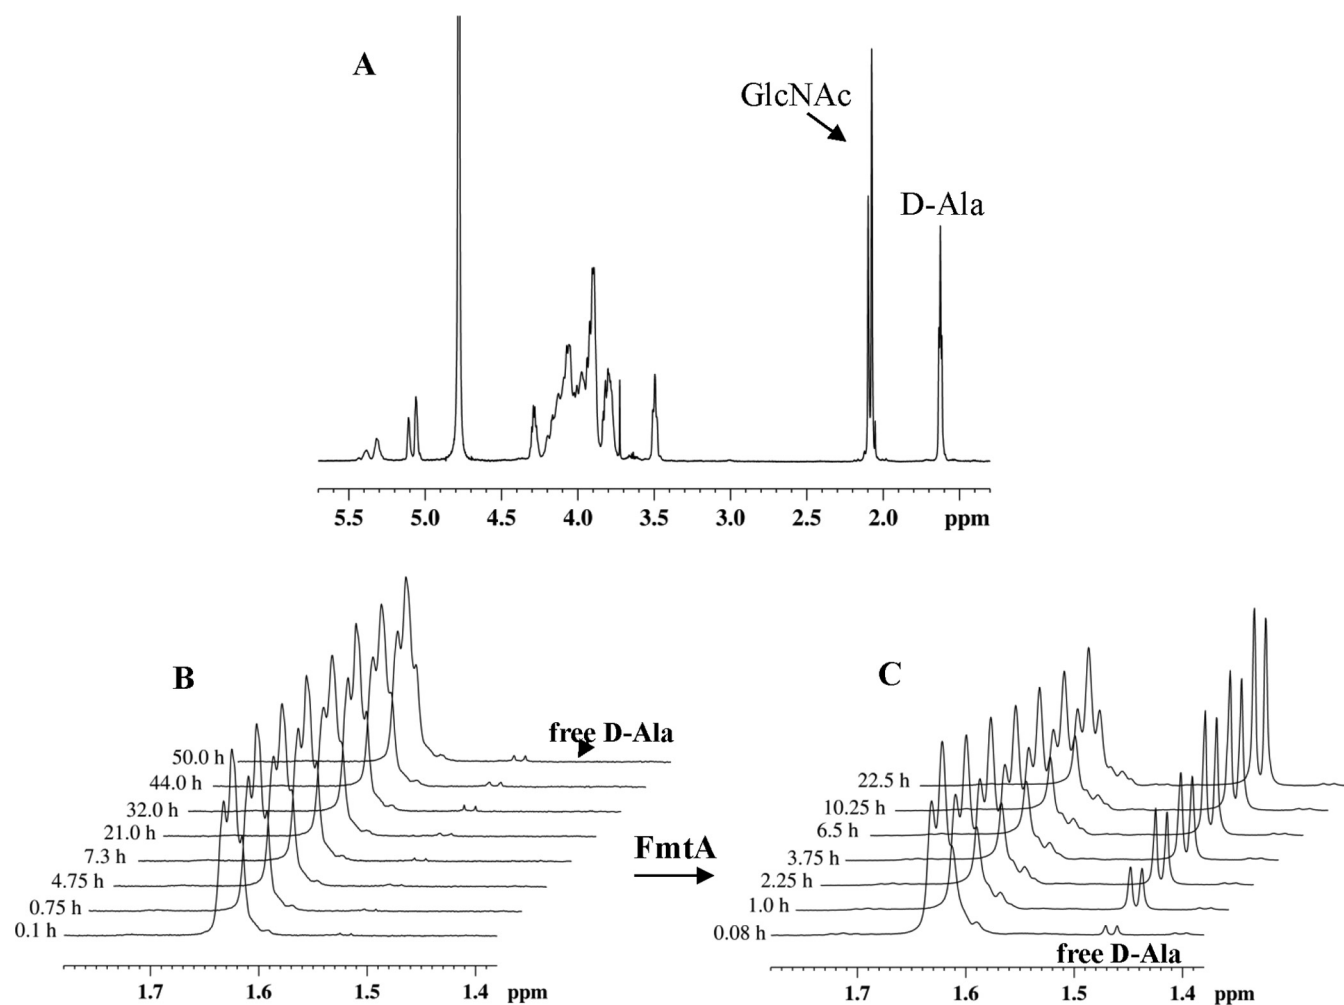 A
GlcNAc
D-Ala
5.5 5.0 4.5 4.0 3.5 3.0 2.5 2.0 ppm
B
free D-Ala
50.0 h
44.0 h
32.0 h
21.0 h
7.3 h
4.75 h
0.75 h
0.1 h
1.7 1.6 1.5 1.4 ppm
FmtA
C
22.5 h
10.25 h
6.5 h
3.75 h
2.25 h
1.0 h
0.08 h
free D-Ala
1.7 1.6 1.5 1.4 ppm